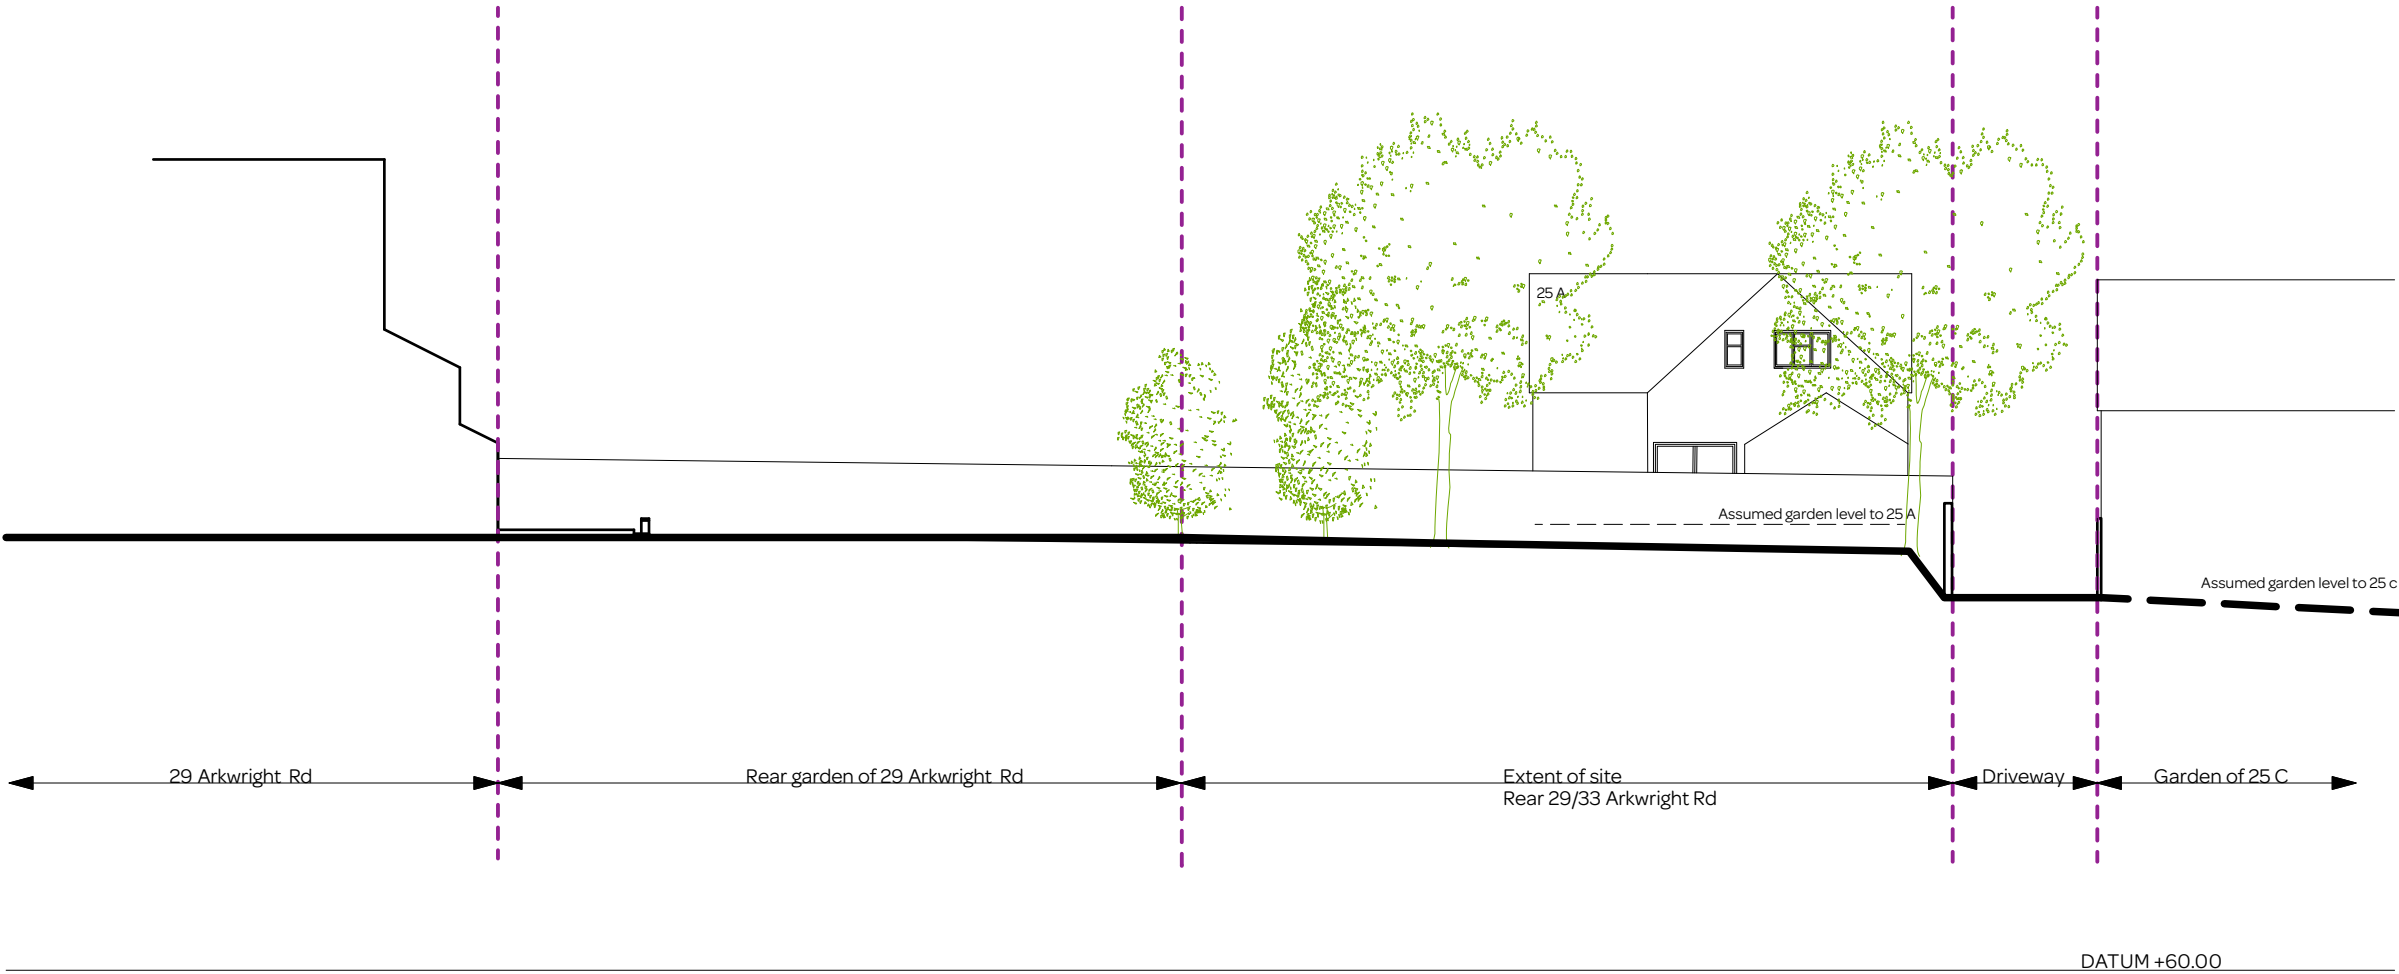 25 A
Assumed garden level to 25 A
Assumed garden level to 25 c
29 Arkwright Rd
Rear garden of 29 Arkwright Rd
Extent of site
Rear 29/33 Arkwright Rd
Driveway
Garden of 25 C
DATUM +60.00